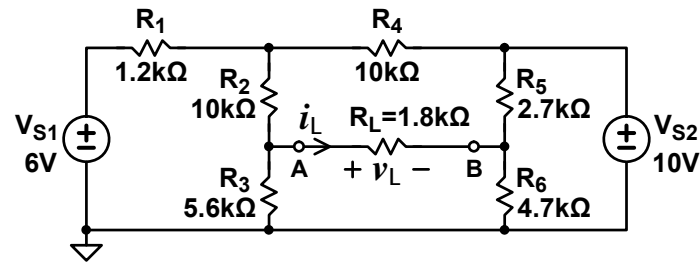 R1
1.2kΩ
R4
10kΩ
R2
10kΩ
R5
2.7kΩ
iL
RL=1.8kΩ
VS1
6V
VS2
10V
A
+ vL −
B
R3
5.6kΩ
R6
4.7kΩ